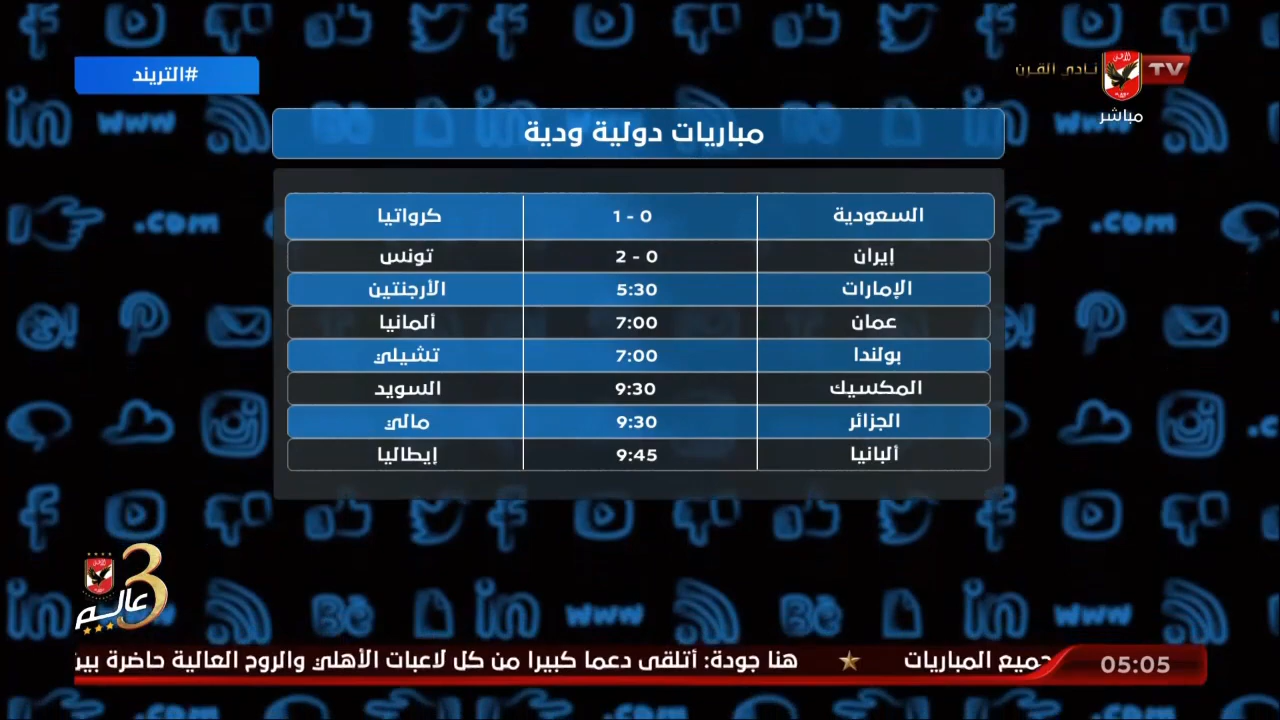 #التريند
نادي القرن
TV
مباشر
مباريات دولية ودية
السعودية 0 - 1 كرواتيا
إيران 0 - 2 تونس
الإمارات 5:30 الأرجنتين
عمان 7:00 ألمانيا
بولندا 7:00 تشيلي
المكسيك 9:30 السويد
الجزائر 9:30 مالي
ألبانيا 9:45 إيطاليا
3 عالم
05:05
جميع المباريات ★ هنا جودة: أتلقى دعما كبيرا من كل لاعبات الأهلي والروح العالية حاضرة بين